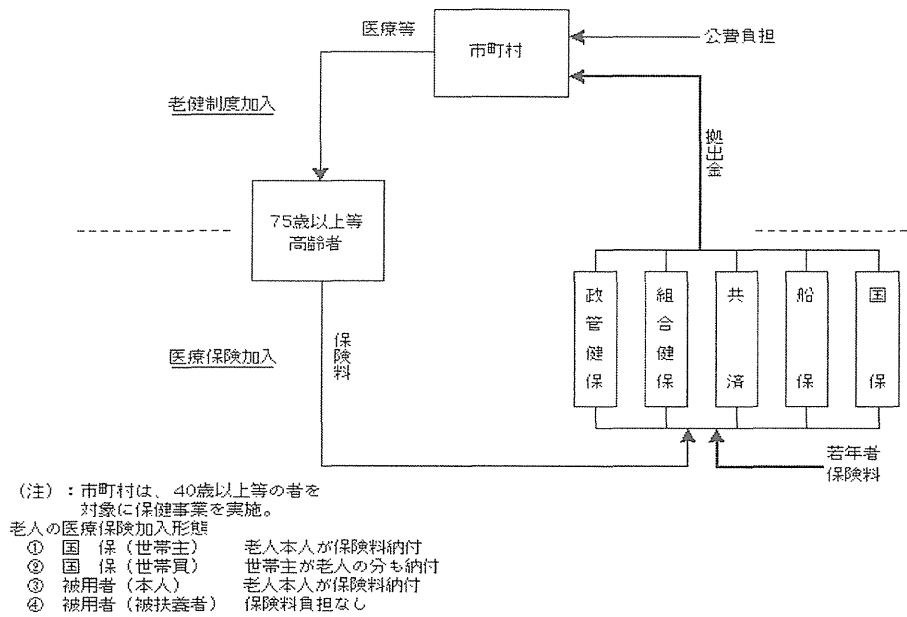 医療等
市町村
公費負担
老健制度加入
拠出金
75歳以上等
高齢者
政管健保
組合健保
共済
船保
国保
医療保険加入
保険料
若年者
保険料
(注):市町村は、40歳以上等の者を
対象に保健事業を実施。
老人の医療保険加入形態
① 国 保(世帯主) 老人本人が保険料納付
② 国 保(世帯員) 世帯主が老人の分も納付
③ 被用者(本人) 老人本人が保険料納付
④ 被用者(被扶養者) 保険料負担なし